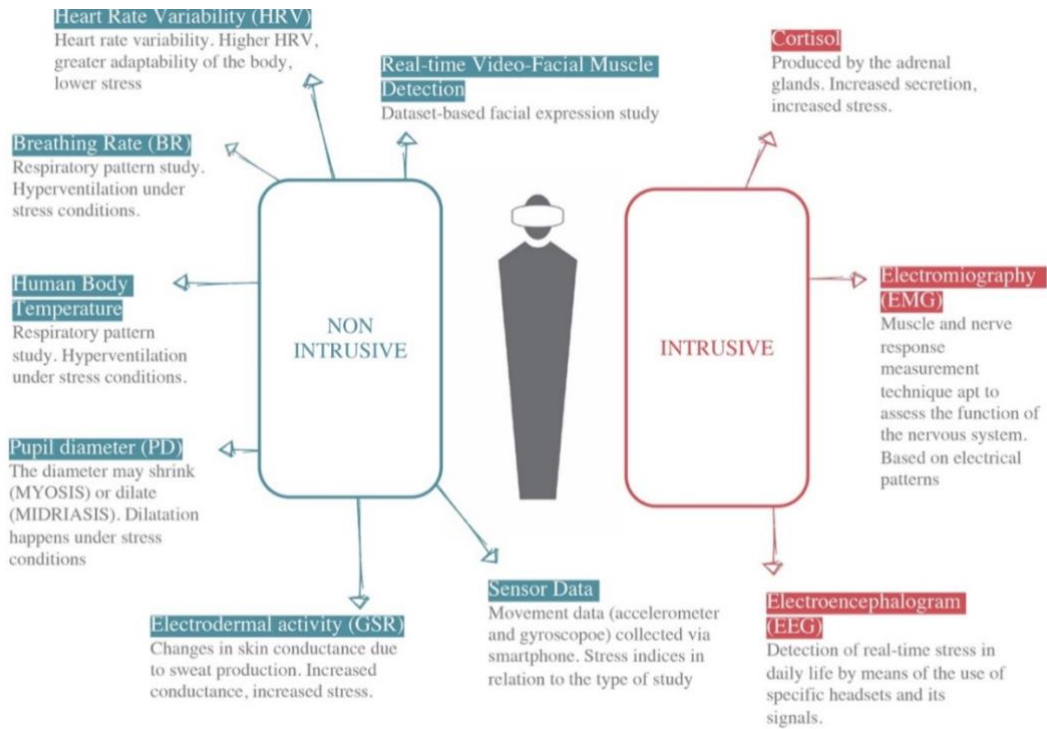 Heart Rate Variability (HRV)
Heart rate variability. Higher HRV,
greater adaptability of the body,
lower stress
Real-time Video-Facial Muscle
Detection
Dataset-based facial expression study
Cortisol
Produced by the adrenal
glands. Increased secretion,
increased stress.
Breathing Rate (BR)
Respiratory pattern study.
Hyperventilation under
stress conditions.
Human Body
Temperature
Respiratory pattern
study. Hyperventilation
under stress conditions.
NON
INTRUSIVE
INTRUSIVE
Electromiography
(EMG)
Muscle and nerve
response
measurement
technique apt to
assess the function of
the nervous system.
Based on electrical
patterns
Pupil diameter (PD)
The diameter may shrink
(MYOSIS) or dilate
(MIDRIASIS). Dilatation
happens under stress
conditions
Electrodermal activity (GSR)
Changes in skin conductance due
to sweat production. Increased
conductance, increased stress.
Sensor Data
Movement data (accelerometer
and gyroscopoe) collected via
smartphone. Stress indices in
relation to the type of study
Electroencephalogram
(EEG)
Detection of real-time stress in
daily life by means of the use of
specific headsets and its
signals.